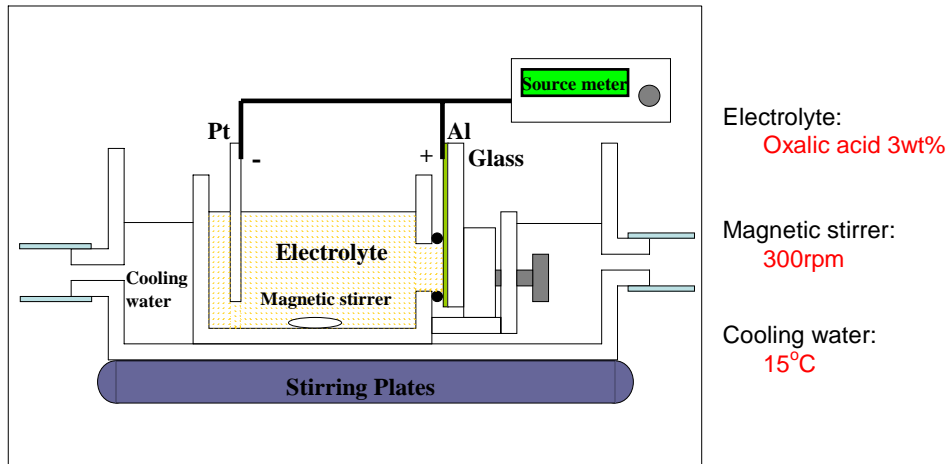 Source meter
Pt
Al
-
+
Glass
Electrolyte
Cooling
water
Magnetic stirrer
Stirring Plates
Electrolyte:
Oxalic acid 3wt%
Magnetic stirrer:
300rpm
Cooling water:
15°C